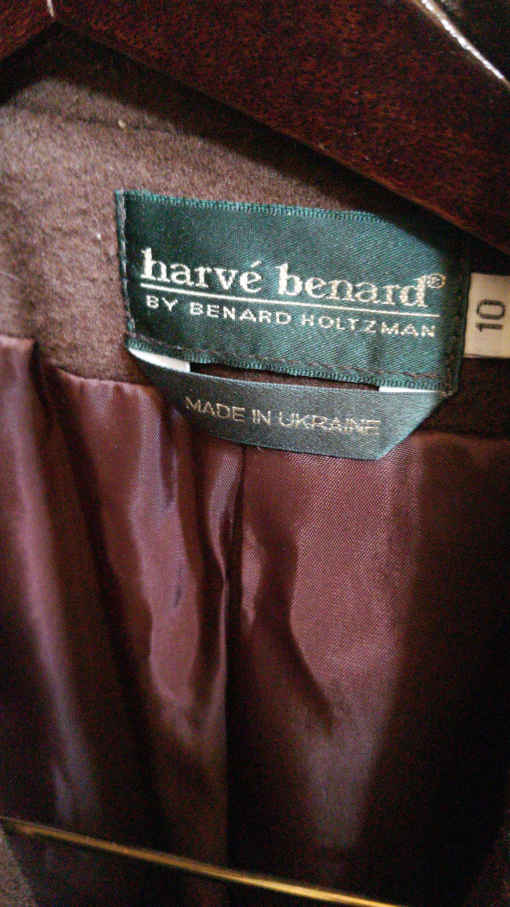 harvé benard®
BY BENARD HOLTZMAN
10
MADE IN UKRAINE